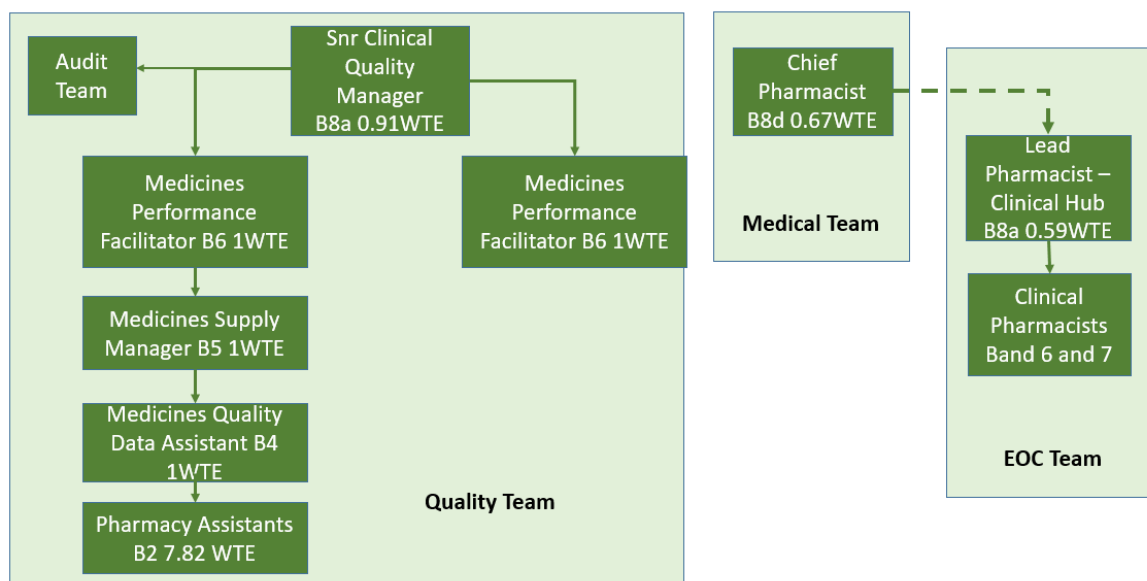 Audit
Team
Snr Clinical
Quality
Manager
B8a 0.91WTE
Medicines
Performance
Facilitator B6 1WTE
Medicines
Performance
Facilitator B6 1WTE
Medicines Supply
Manager B5 1WTE
Medicines Quality
Data Assistant B4
1WTE
Pharmacy Assistants
B2 7.82 WTE
Quality Team
Chief
Pharmacist
B8d 0.67WTE
Medical Team
Lead
Pharmacist –
Clinical Hub
B8a 0.59WTE
Clinical
Pharmacists
Band 6 and 7
EOC Team